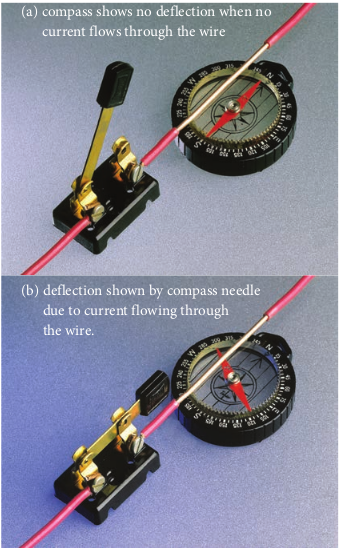 (a) compass shows no deflection when no
current flows through the wire
(b) deflection shown by compass needle
due to current flowing through
the wire.